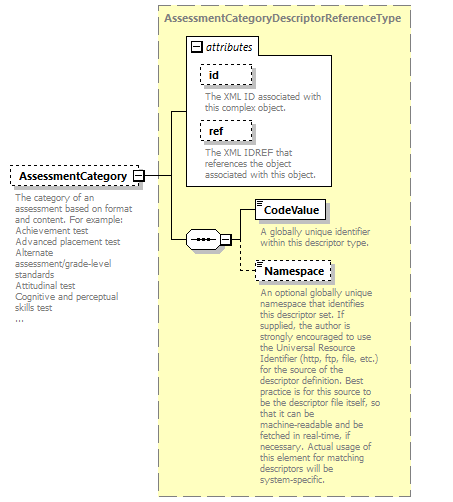 AssessmentCategoryDescriptorReferenceType
attributes
id
The XML ID associated with
this complex object.
ref
The XML IDREF that
references the object
associated with this object.
AssessmentCategory
The category of an
assessment based on format
and content. For example:
Achievement test
Advanced placement test
Alternate
assessment/grade-level
standards
Attitudinal test
Cognitive and perceptual
skills test
...
CodeValue
A globally unique identifier
within this descriptor type.
Namespace
An optional globally unique
namespace that identifies
this descriptor set. If
supplied, the author is
strongly encouraged to use
the Universal Resource
Identifier (http, ftp, file, etc.)
for the source of the
descriptor definition. Best
practice is for this source to
be the descriptor file itself, so
that it can be
machine-readable and be
fetched in real-time, if
necessary. Actual usage of
this element for matching
descriptors will be
system-specific.